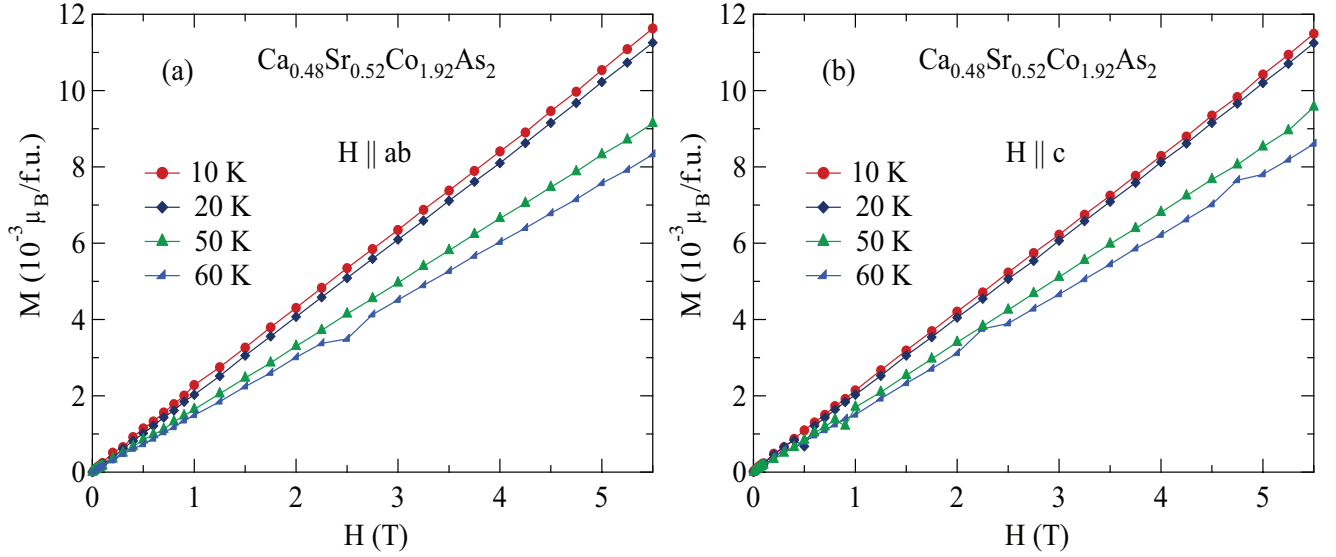 12
10
8
6
4
2
0
M (10⁻³ μ_B/f.u.)
(a)
Ca₀.₄₈Sr₀.₅₂Co₁.₉₂As₂
H || ab
10 K
20 K
50 K
60 K
0 1 2 3 4 5
H (T)
12
10
8
6
4
2
0
M (10⁻³ μ_B/f.u.)
(b)
Ca₀.₄₈Sr₀.₅₂Co₁.₉₂As₂
H || c
10 K
20 K
50 K
60 K
0 1 2 3 4 5
H (T)